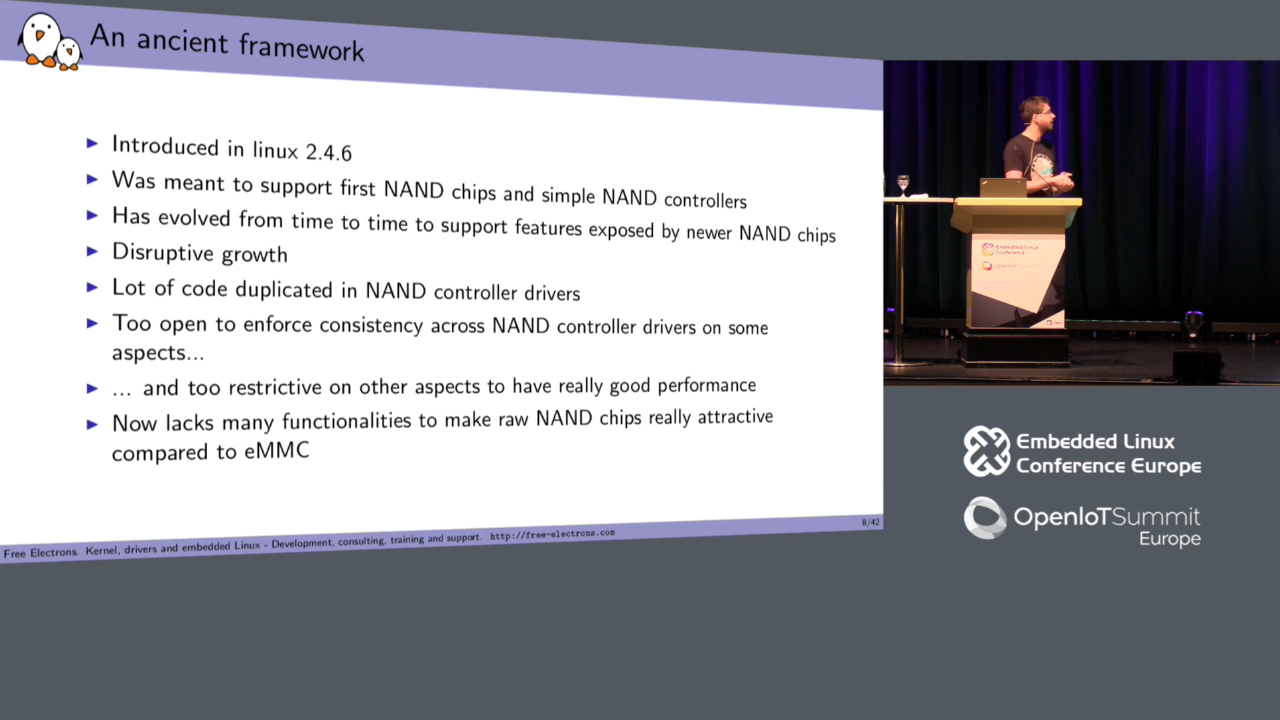 An ancient framework
Introduced in linux 2.4.6
Was meant to support first NAND chips and simple NAND controllers
Has evolved from time to time to support features exposed by newer NAND chips
Disruptive growth
Lot of code duplicated in NAND controller drivers
Too open to enforce consistency across NAND controller drivers on some
aspects...
... and too restrictive on other aspects to have really good performance
Now lacks many functionalities to make raw NAND chips really attractive
compared to eMMC
Free Electrons. Kernel, drivers and embedded Linux - Development, consulting, training and support. http://free-electrons.com
8/42
Embedded Linux
Conference
Embedded Linux
Conference Europe
OpenIoTSummit
Europe